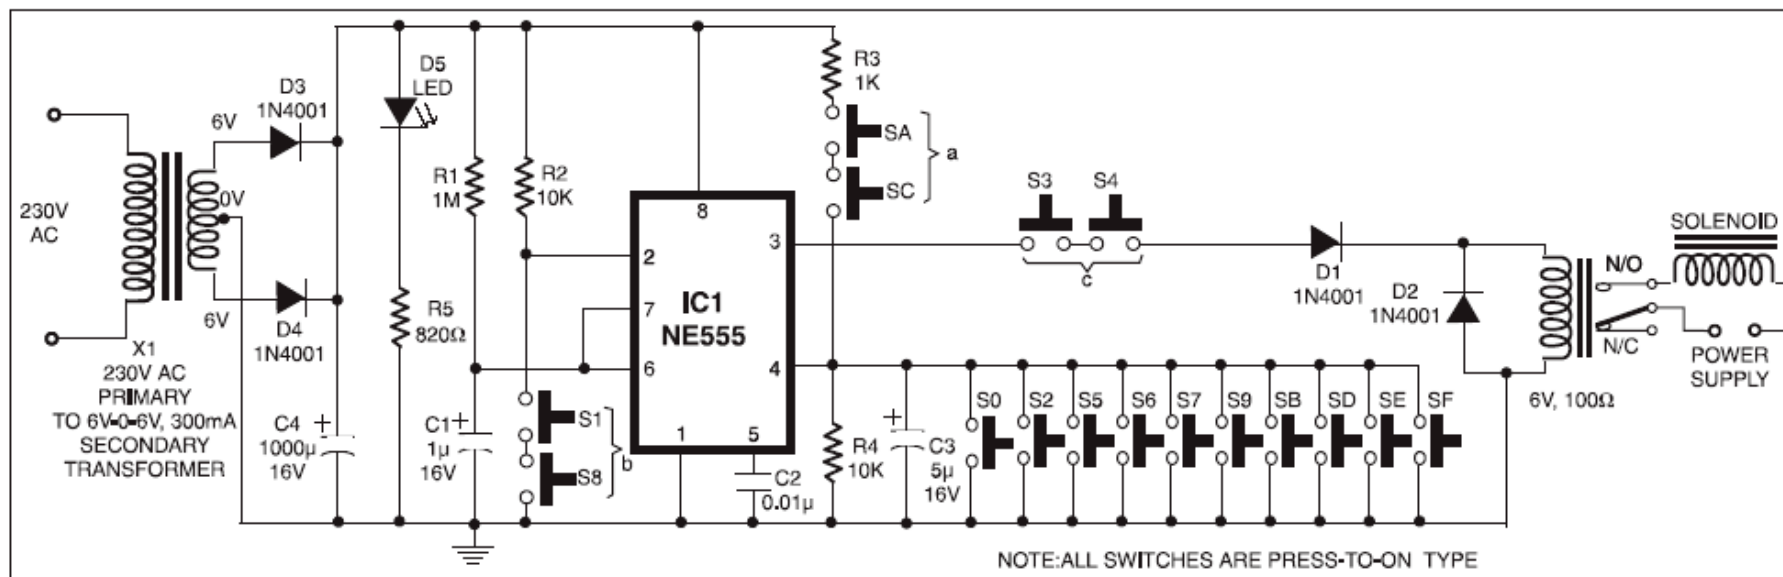 230V
AC
X1
230V AC
PRIMARY
TO 6V-0-6V, 300mA
SECONDARY
TRANSFORMER
6V
0V
6V
D3
1N4001
D4
1N4001
C4
1000µ
16V
+
D5
LED
R5
820Ω
R1
1M
C1
1µ
16V
+
R2
10K
S1
S8
b
8
2
7
6
3
4
1
5
IC1
NE555
C2
0.01µ
R3
1K
SA
SC
a
R4
10K
+
C3
5µ
16V
S3
S4
c
S0
S2
S5
S6
S7
S9
SB
SD
SE
SF
D1
1N4001
D2
1N4001
6V, 100Ω
N/O
N/C
SOLENOID
POWER
SUPPLY
NOTE:ALL SWITCHES ARE PRESS-TO-ON TYPE